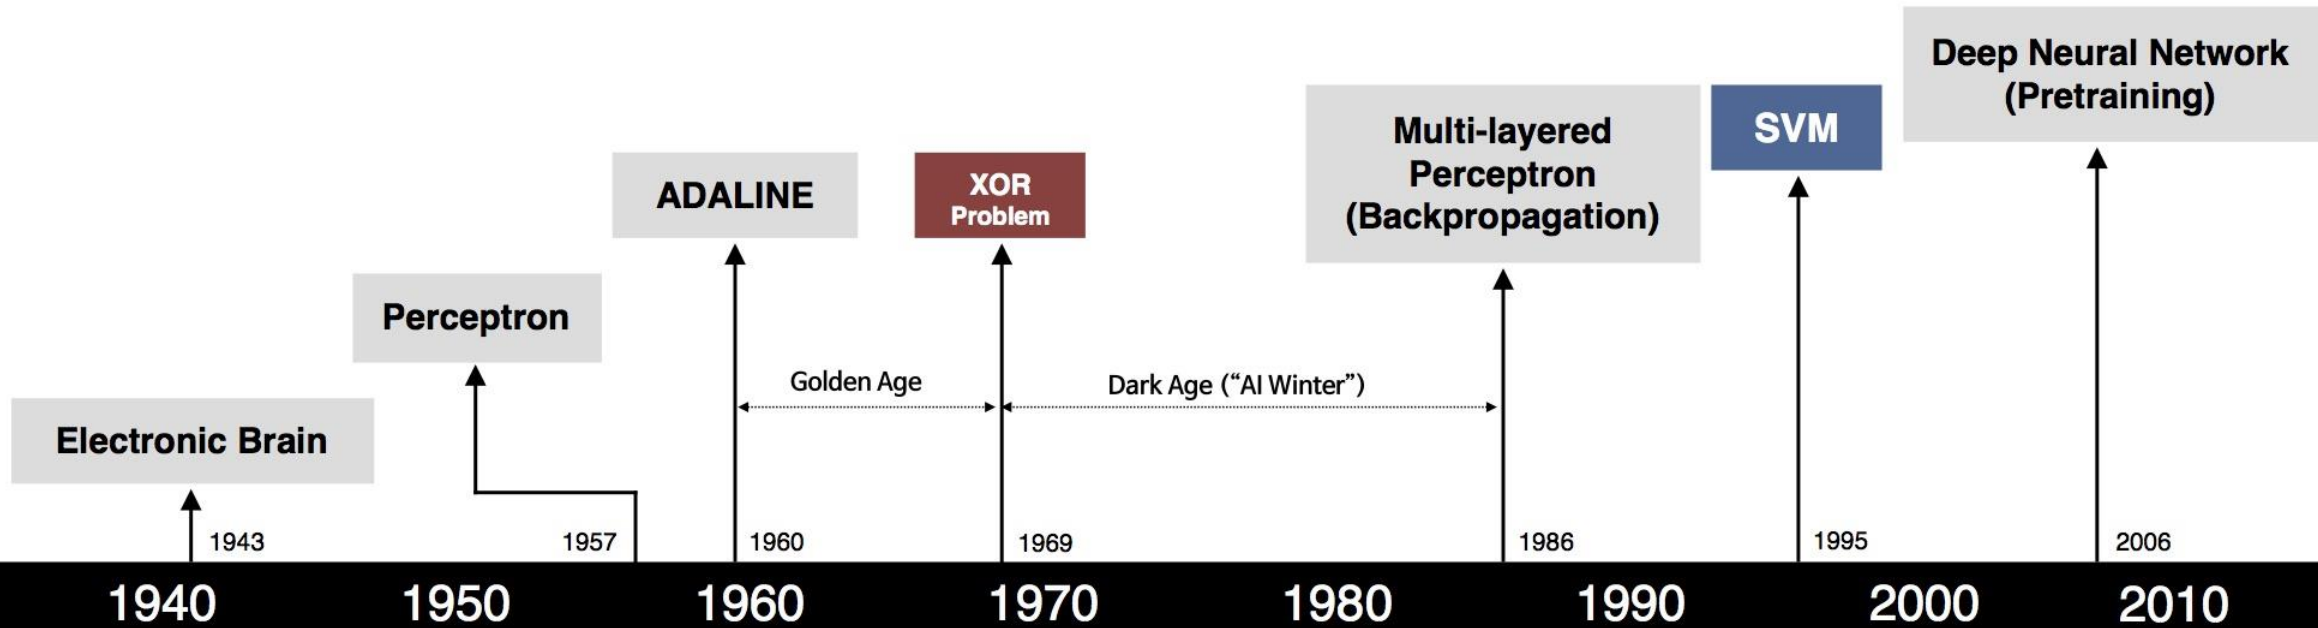 Deep Neural Network
(Pretraining)
Multi-layered
Perceptron
(Backpropagation)
SVM
ADALINE
XOR
Problem
Perceptron
Golden Age
Dark Age (“AI Winter”)
Electronic Brain
1943
1957
1960
1969
1986
1995
2006
1940
1950
1960
1970
1980
1990
2000
2010